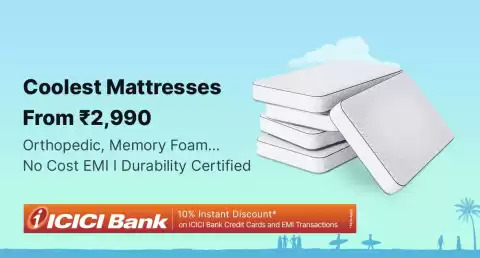 Coolest Mattresses
From ₹2,990
Orthopedic, Memory Foam...
No Cost EMI I Durability Certified
ICICI Bank
10% Instant Discount*
on ICICI Bank Credit Cards and EMI Transactions